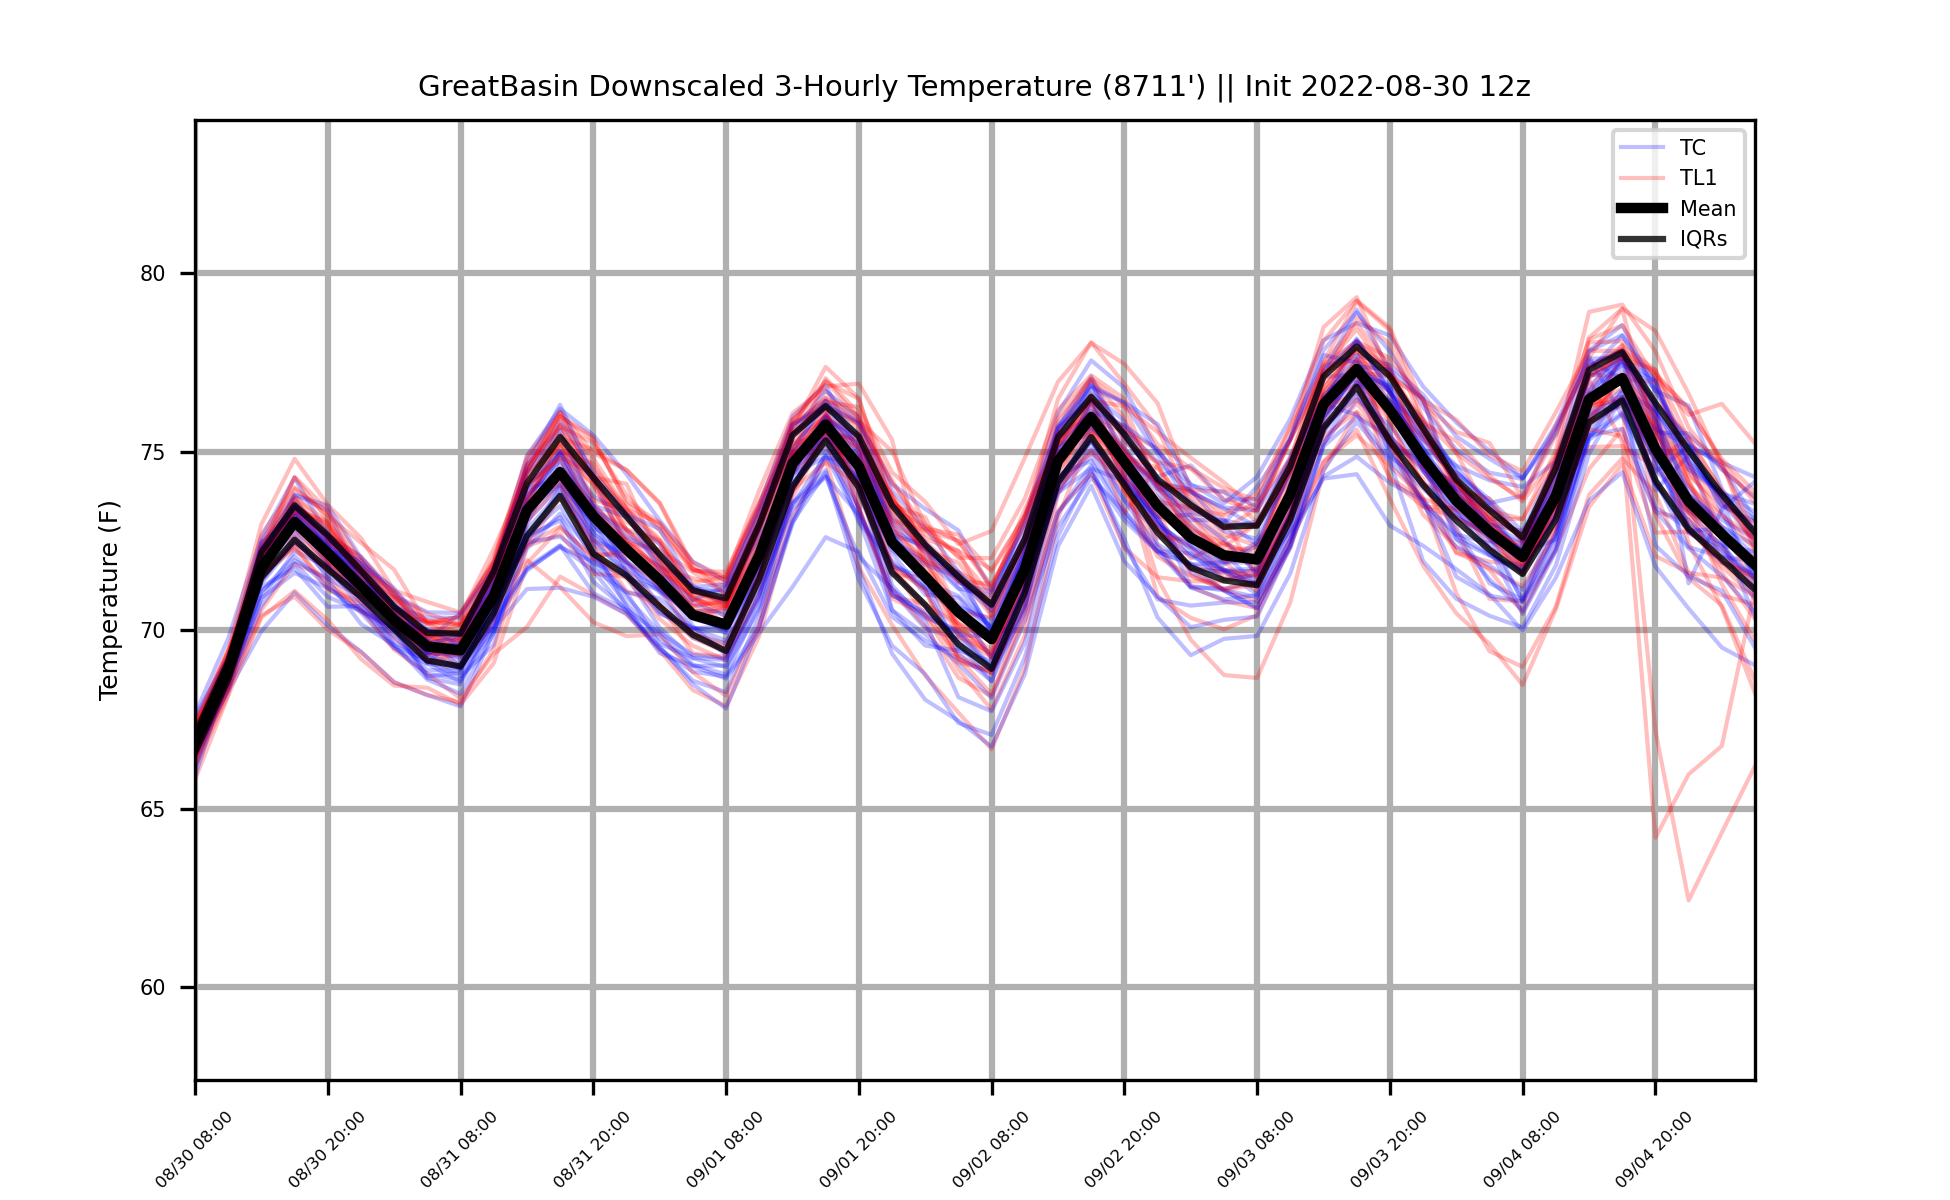 GreatBasin Downscaled 3-Hourly Temperature (8711') || Init 2022-08-30 12z
TC
TL1
Mean
IQRs
Temperature (F)
80
75
70
65
60
08/30 08:00
08/30 20:00
08/31 08:00
08/31 20:00
09/01 08:00
09/01 20:00
09/02 08:00
09/02 20:00
09/03 08:00
09/03 20:00
09/04 08:00
09/04 20:00